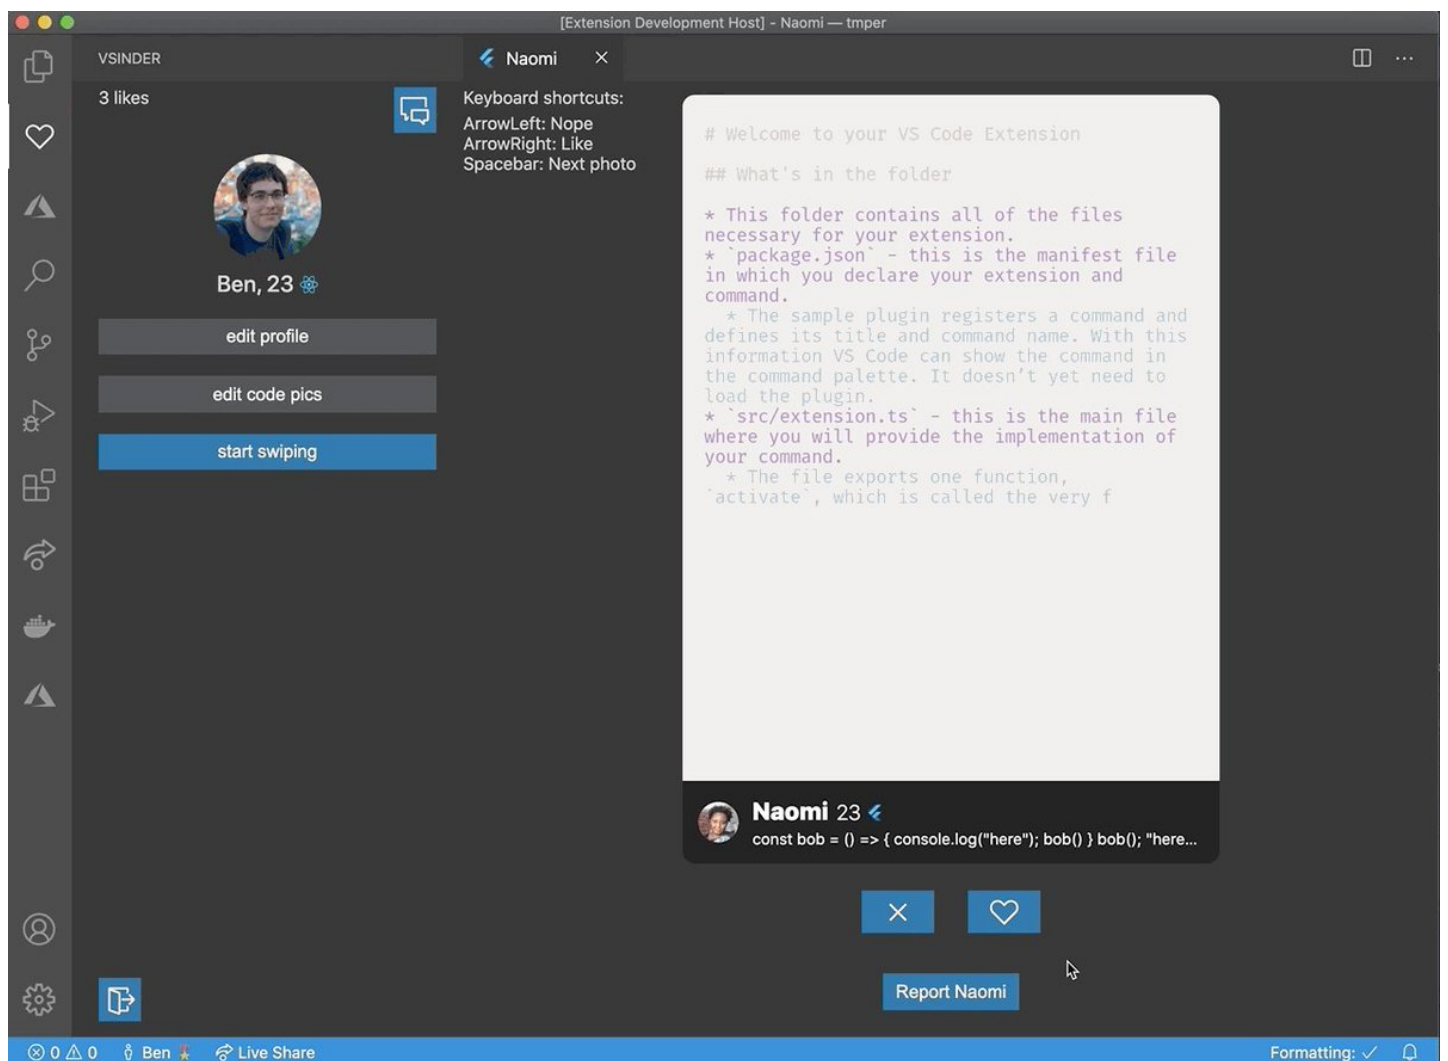 [Extension Development Host] - Naomi — tmper
VSINDER
Naomi
3 likes
Ben, 23
edit profile
edit code pics
start swiping
Keyboard shortcuts:
ArrowLeft: Nope
ArrowRight: Like
Spacebar: Next photo
# Welcome to your VS Code Extension
## What's in the folder
* This folder contains all of the files
necessary for your extension.
* `package.json` - this is the manifest file
in which you declare your extension and
command.
* The sample plugin registers a command and
defines its title and command name. With this
information VS Code can show the command in
the command palette. It doesn’t yet need to
load the plugin.
* `src/extension.ts` - this is the main file
where you will provide the implementation of
your command.
* The file exports one function,
`activate`, which is called the very f
Naomi 23
const bob = () => { console.log("here"); bob() } bob(); "here...
Report Naomi
0 0 Ben Live Share
Formatting: ✓